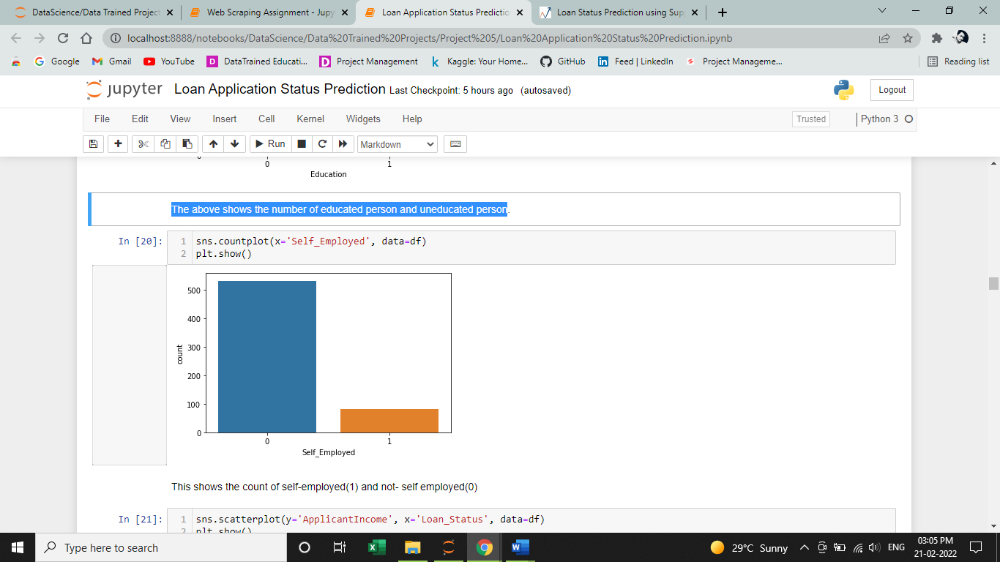 DataScience/Data Trained Project
Web Scraping Assignment - Jupy
Loan Application Status Predictio
Loan Status Prediction using Sup
localhost:8888/notebooks/DataScience/Data%20Trained%20Projects/Project%205/Loan%20Application%20Status%20Prediction.ipynb
Google Gmail YouTube DataTrained Educati... Project Management Kaggle: Your Home... GitHub Feed | LinkedIn Project Manageme... Reading list
jupyter Loan Application Status Prediction Last Checkpoint: 5 hours ago (autosaved) Logout
File Edit View Insert Cell Kernel Widgets Help Trusted Python 3
Run Markdown
0 0 1
Education
The above shows the number of educated person and uneducated person.
In [20]: 1 sns.countplot(x='Self_Employed', data=df)
2 plt.show()
500
400
300
200
100
0
count
0 1
Self_Employed
This shows the count of self-employed(1) and not- self employed(0)
In [21]: 1 sns.scatterplot(y='ApplicantIncome', x='Loan_Status', data=df)
2 plt.show()
Type here to search
29°C Sunny ENG 03:05 PM
21-02-2022